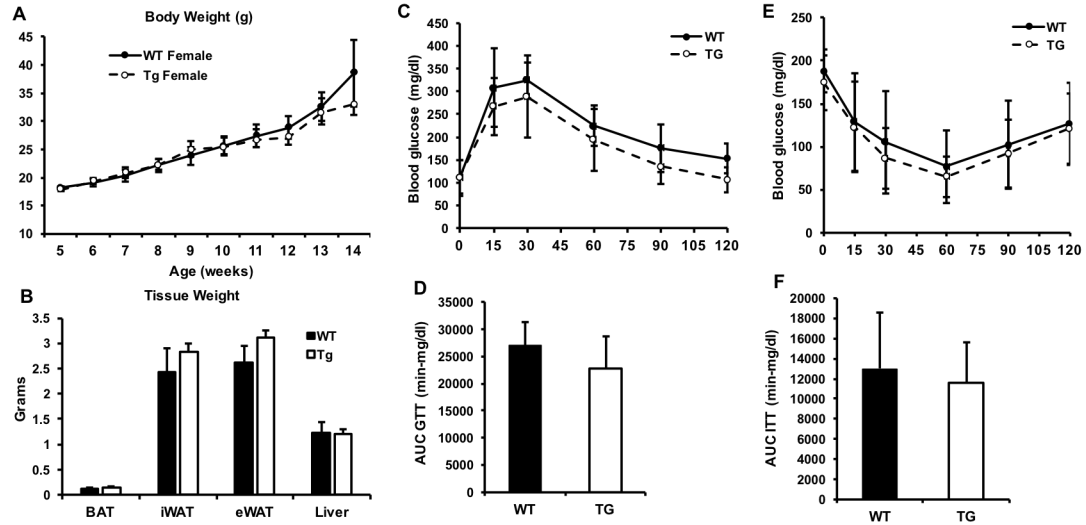 A
Body Weight (g)
45
40
35
30
25
20
15
10
WT Female
Tg Female
5 6 7 8 9 10 11 12 13 14
Age (weeks)
B
Tissue Weight
3.5
3
2.5
2
1.5
1
0.5
0
Grams
WT
Tg
BAT iWAT eWAT Liver
C
450
400
350
300
250
200
150
100
50
0
Blood glucose (mg/dl)
WT
TG
0 15 30 45 60 75 90 105 120
D
35000
30000
25000
20000
15000
10000
5000
0
AUC GTT (min-mg/dl)
WT TG
E
250
200
150
100
50
0
Blood glucose (mg/dl)
WT
TG
0 15 30 45 60 75 90 105 120
F
20000
18000
16000
14000
12000
10000
8000
6000
4000
2000
0
AUC ITT (min-mg/dl)
WT TG